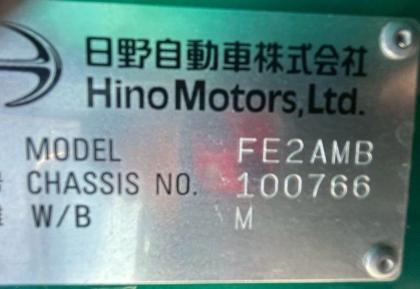 日野自動車株式会社
Hino Motors, Ltd.
MODEL FE2AMB
CHASSIS NO. 100766
W/B M